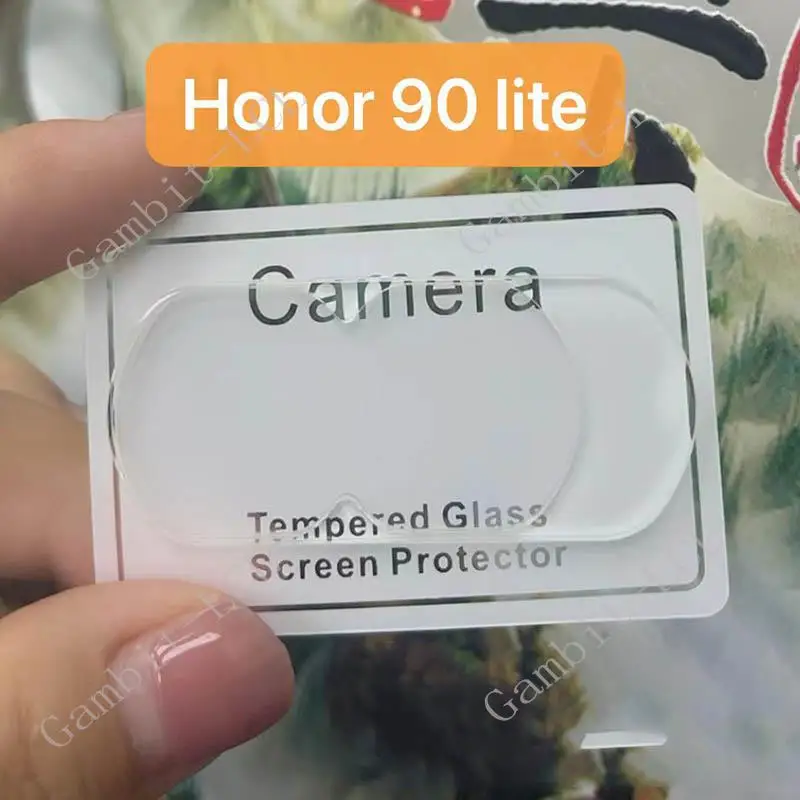 Honor 90 lite
Camera
Tempered Glass
Screen Protector